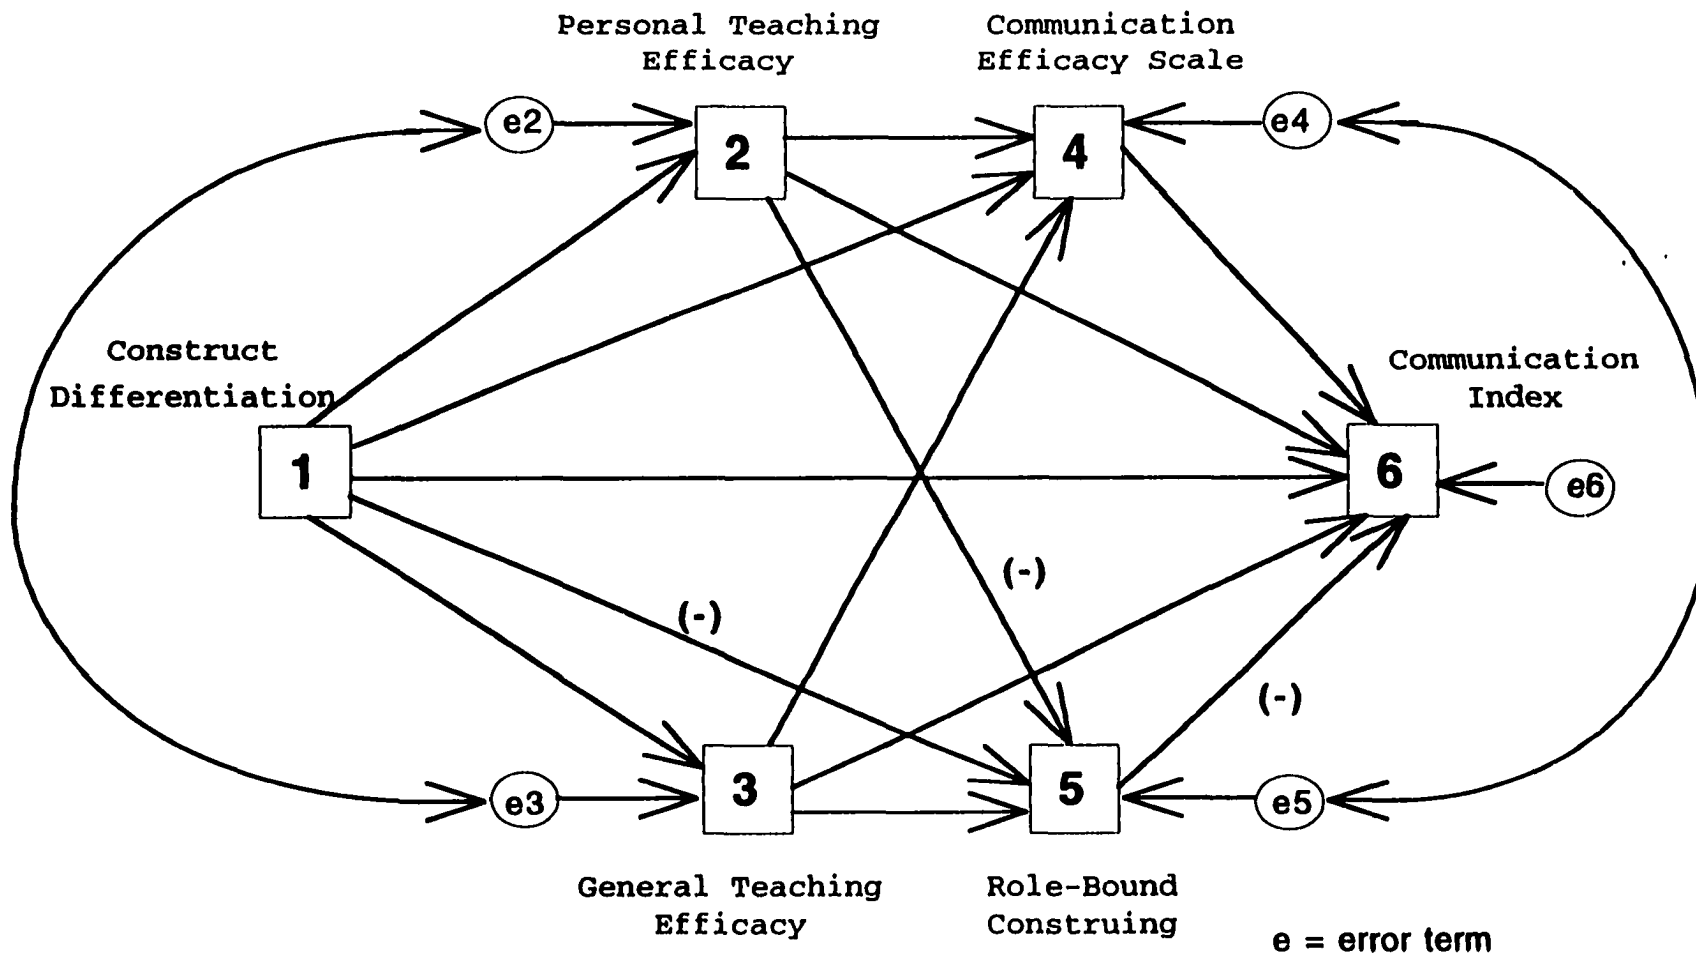 Personal Teaching
Efficacy
Communication
Efficacy Scale
e2
2
4
e4
Construct
Differentiation
Communication
Index
1
6
e6
(-)
(-)
(-)
e3
3
5
e5
General Teaching
Efficacy
Role-Bound
Construing
e = error term